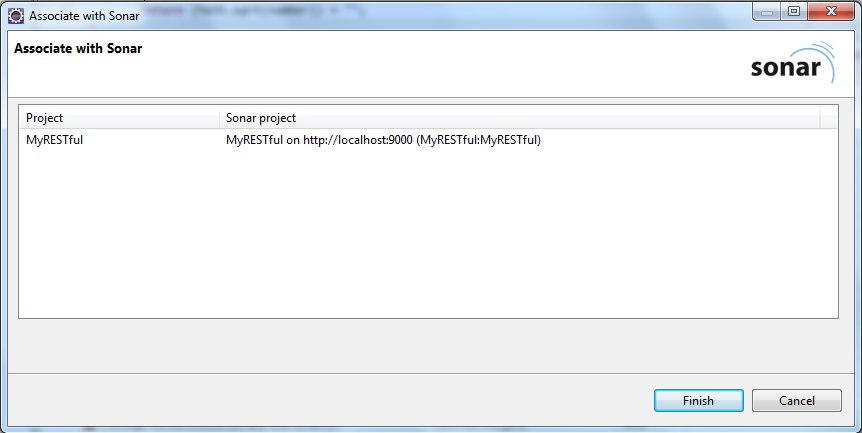 Associate with Sonar
Associate with Sonar
sonar
Project Sonar project
MyRESTful MyRESTful on http://localhost:9000 (MyRESTful:MyRESTful)
Finish Cancel